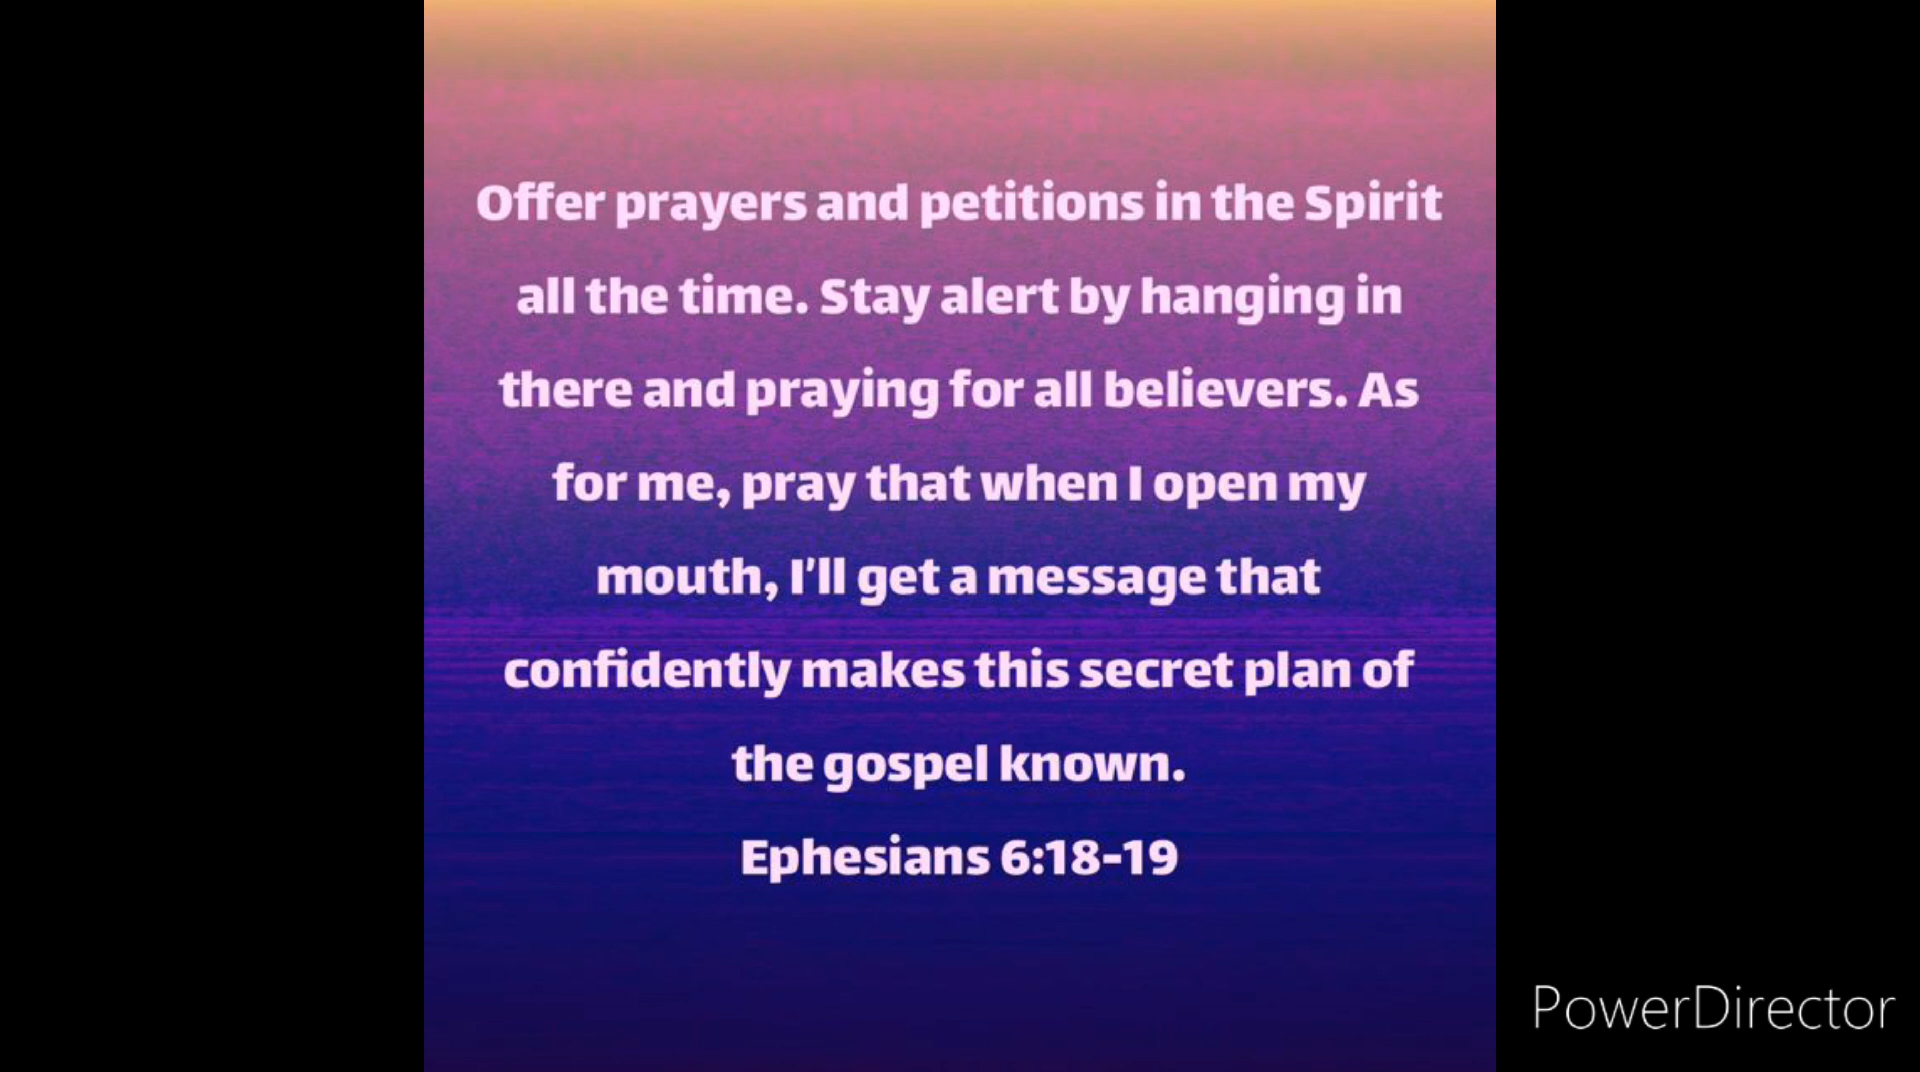 Offer prayers and petitions in the Spirit
all the time. Stay alert by hanging in
there and praying for all believers. As
for me, pray that when I open my
mouth, I'll get a message that
confidently makes this secret plan of
the gospel known.
Ephesians 6:18-19
PowerDirector